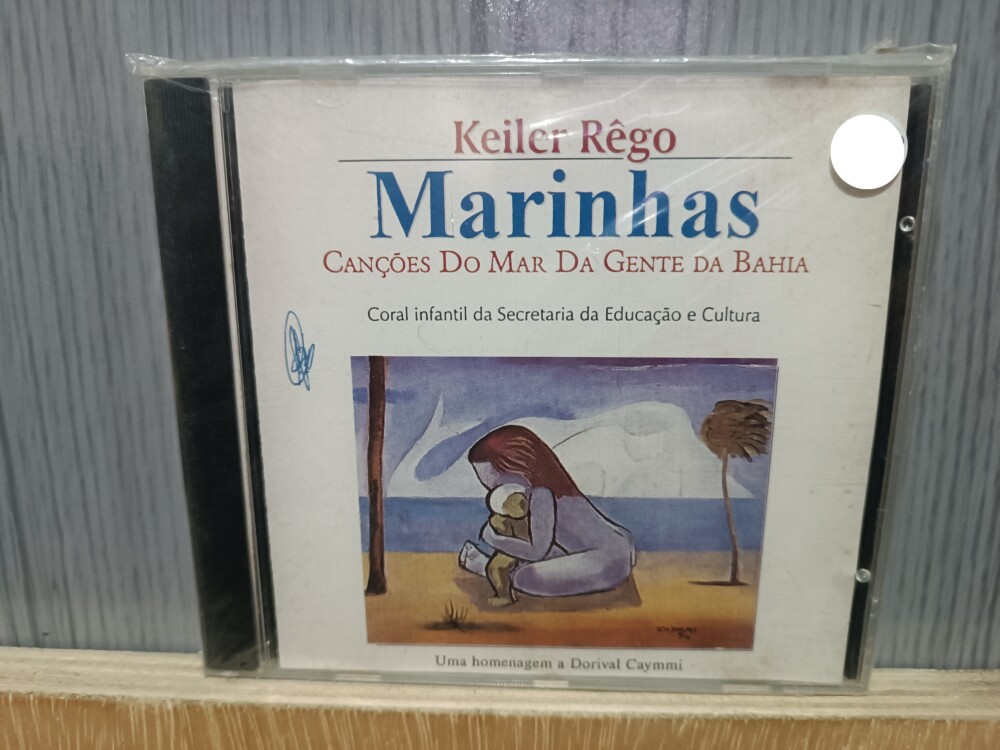 Keiler Rêgo
Marinhas
Canções Do Mar Da Gente da Bahia
Coral infantil da Secretaria da Educação e Cultura
Uma homenagem a Dorival Caymmi